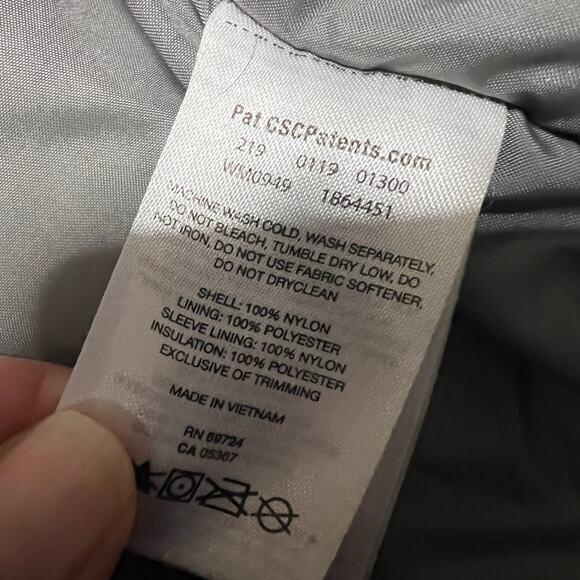 Pat CSCPatents.com
219 0119 01300
WM0949 1864451
MACHINE WASH COLD, WASH SEPARATELY,
DO NOT BLEACH, TUMBLE DRY LOW, DO
NOT IRON, DO NOT USE FABRIC SOFTENER,
DO NOT DRYCLEAN
SHELL: 100% NYLON
LINING: 100% POLYESTER
SLEEVE LINING: 100% NYLON
INSULATION: 100% POLYESTER
EXCLUSIVE OF TRIMMING
MADE IN VIETNAM
RN 69724
CA 05367